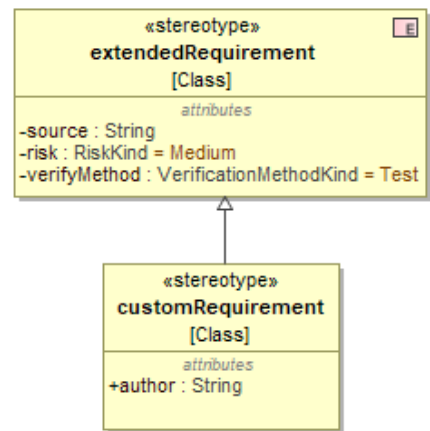 «stereotype»
E
extendedRequirement
[Class]
attributes
-source : String
-risk : RiskKind = Medium
-verifyMethod : VerificationMethodKind = Test
«stereotype»
customRequirement
[Class]
attributes
+author : String